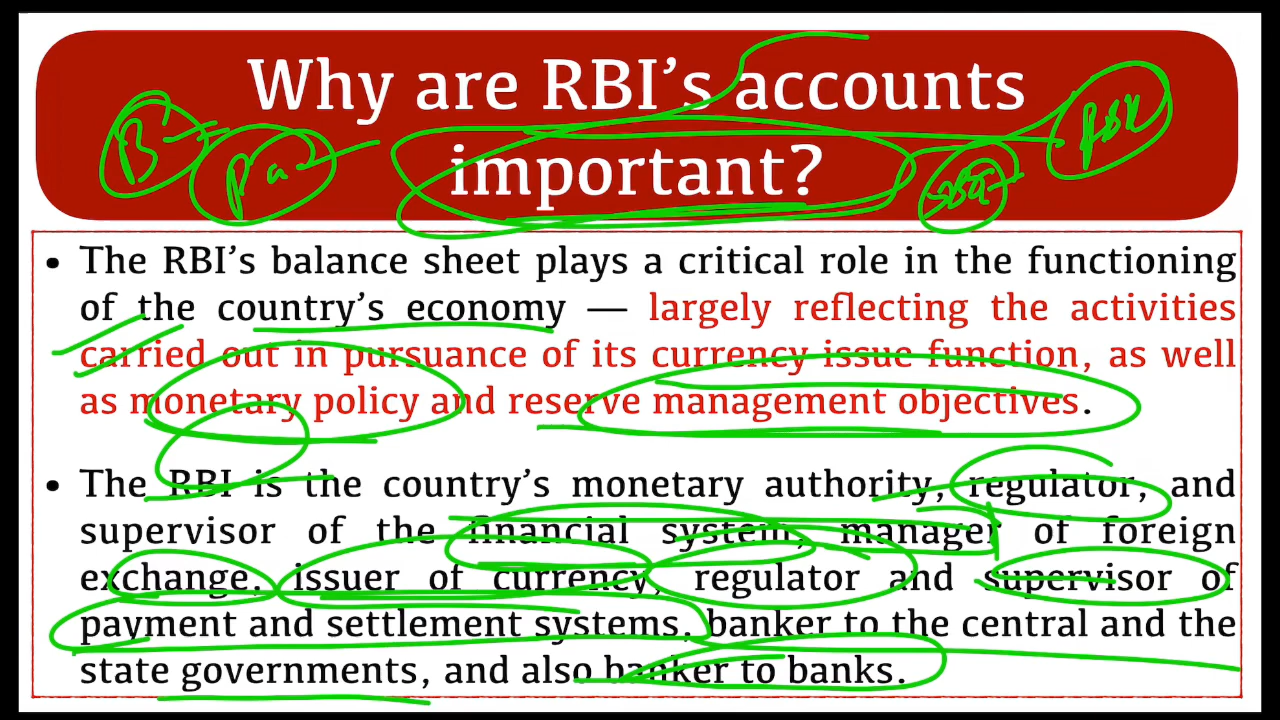 Why are RBI’s accounts
important?
• The RBI’s balance sheet plays a critical role in the functioning
of the country’s economy — largely reflecting the activities
carried out in pursuance of its currency issue function, as well
as monetary policy and reserve management objectives.
• The RBI is the country’s monetary authority, regulator, and
supervisor of the financial system, manager of foreign
exchange, issuer of currency, regulator and supervisor of
payment and settlement systems, banker to the central and the
state governments, and also banker to banks.